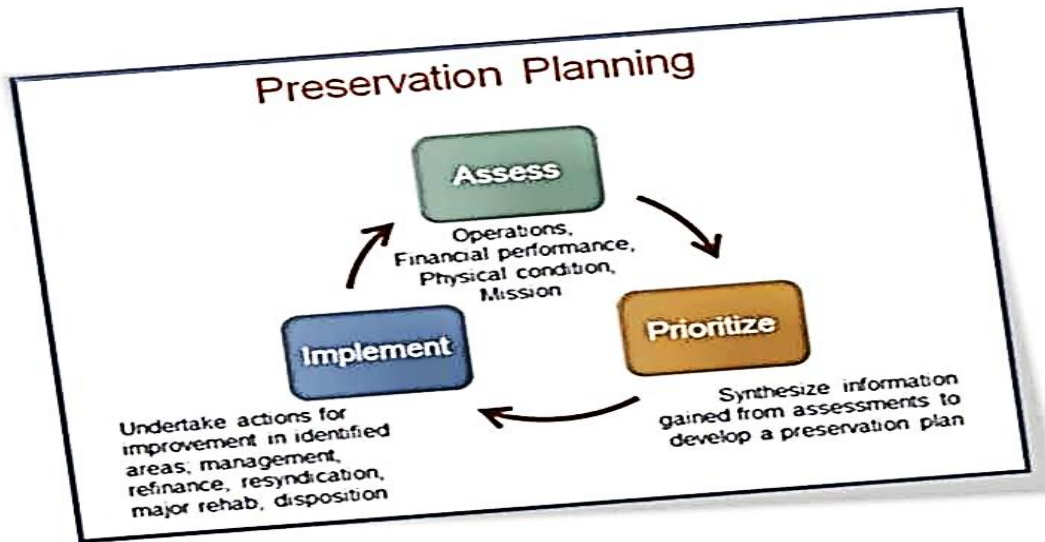 Preservation Planning
Assess
Operations,
Financial performance,
Physical condition,
Mission
Prioritize
Synthesize information
gained from assessments to
develop a preservation plan
Implement
Undertake actions for
improvement in identified
areas; management,
refinance, resyndication,
major rehab, disposition